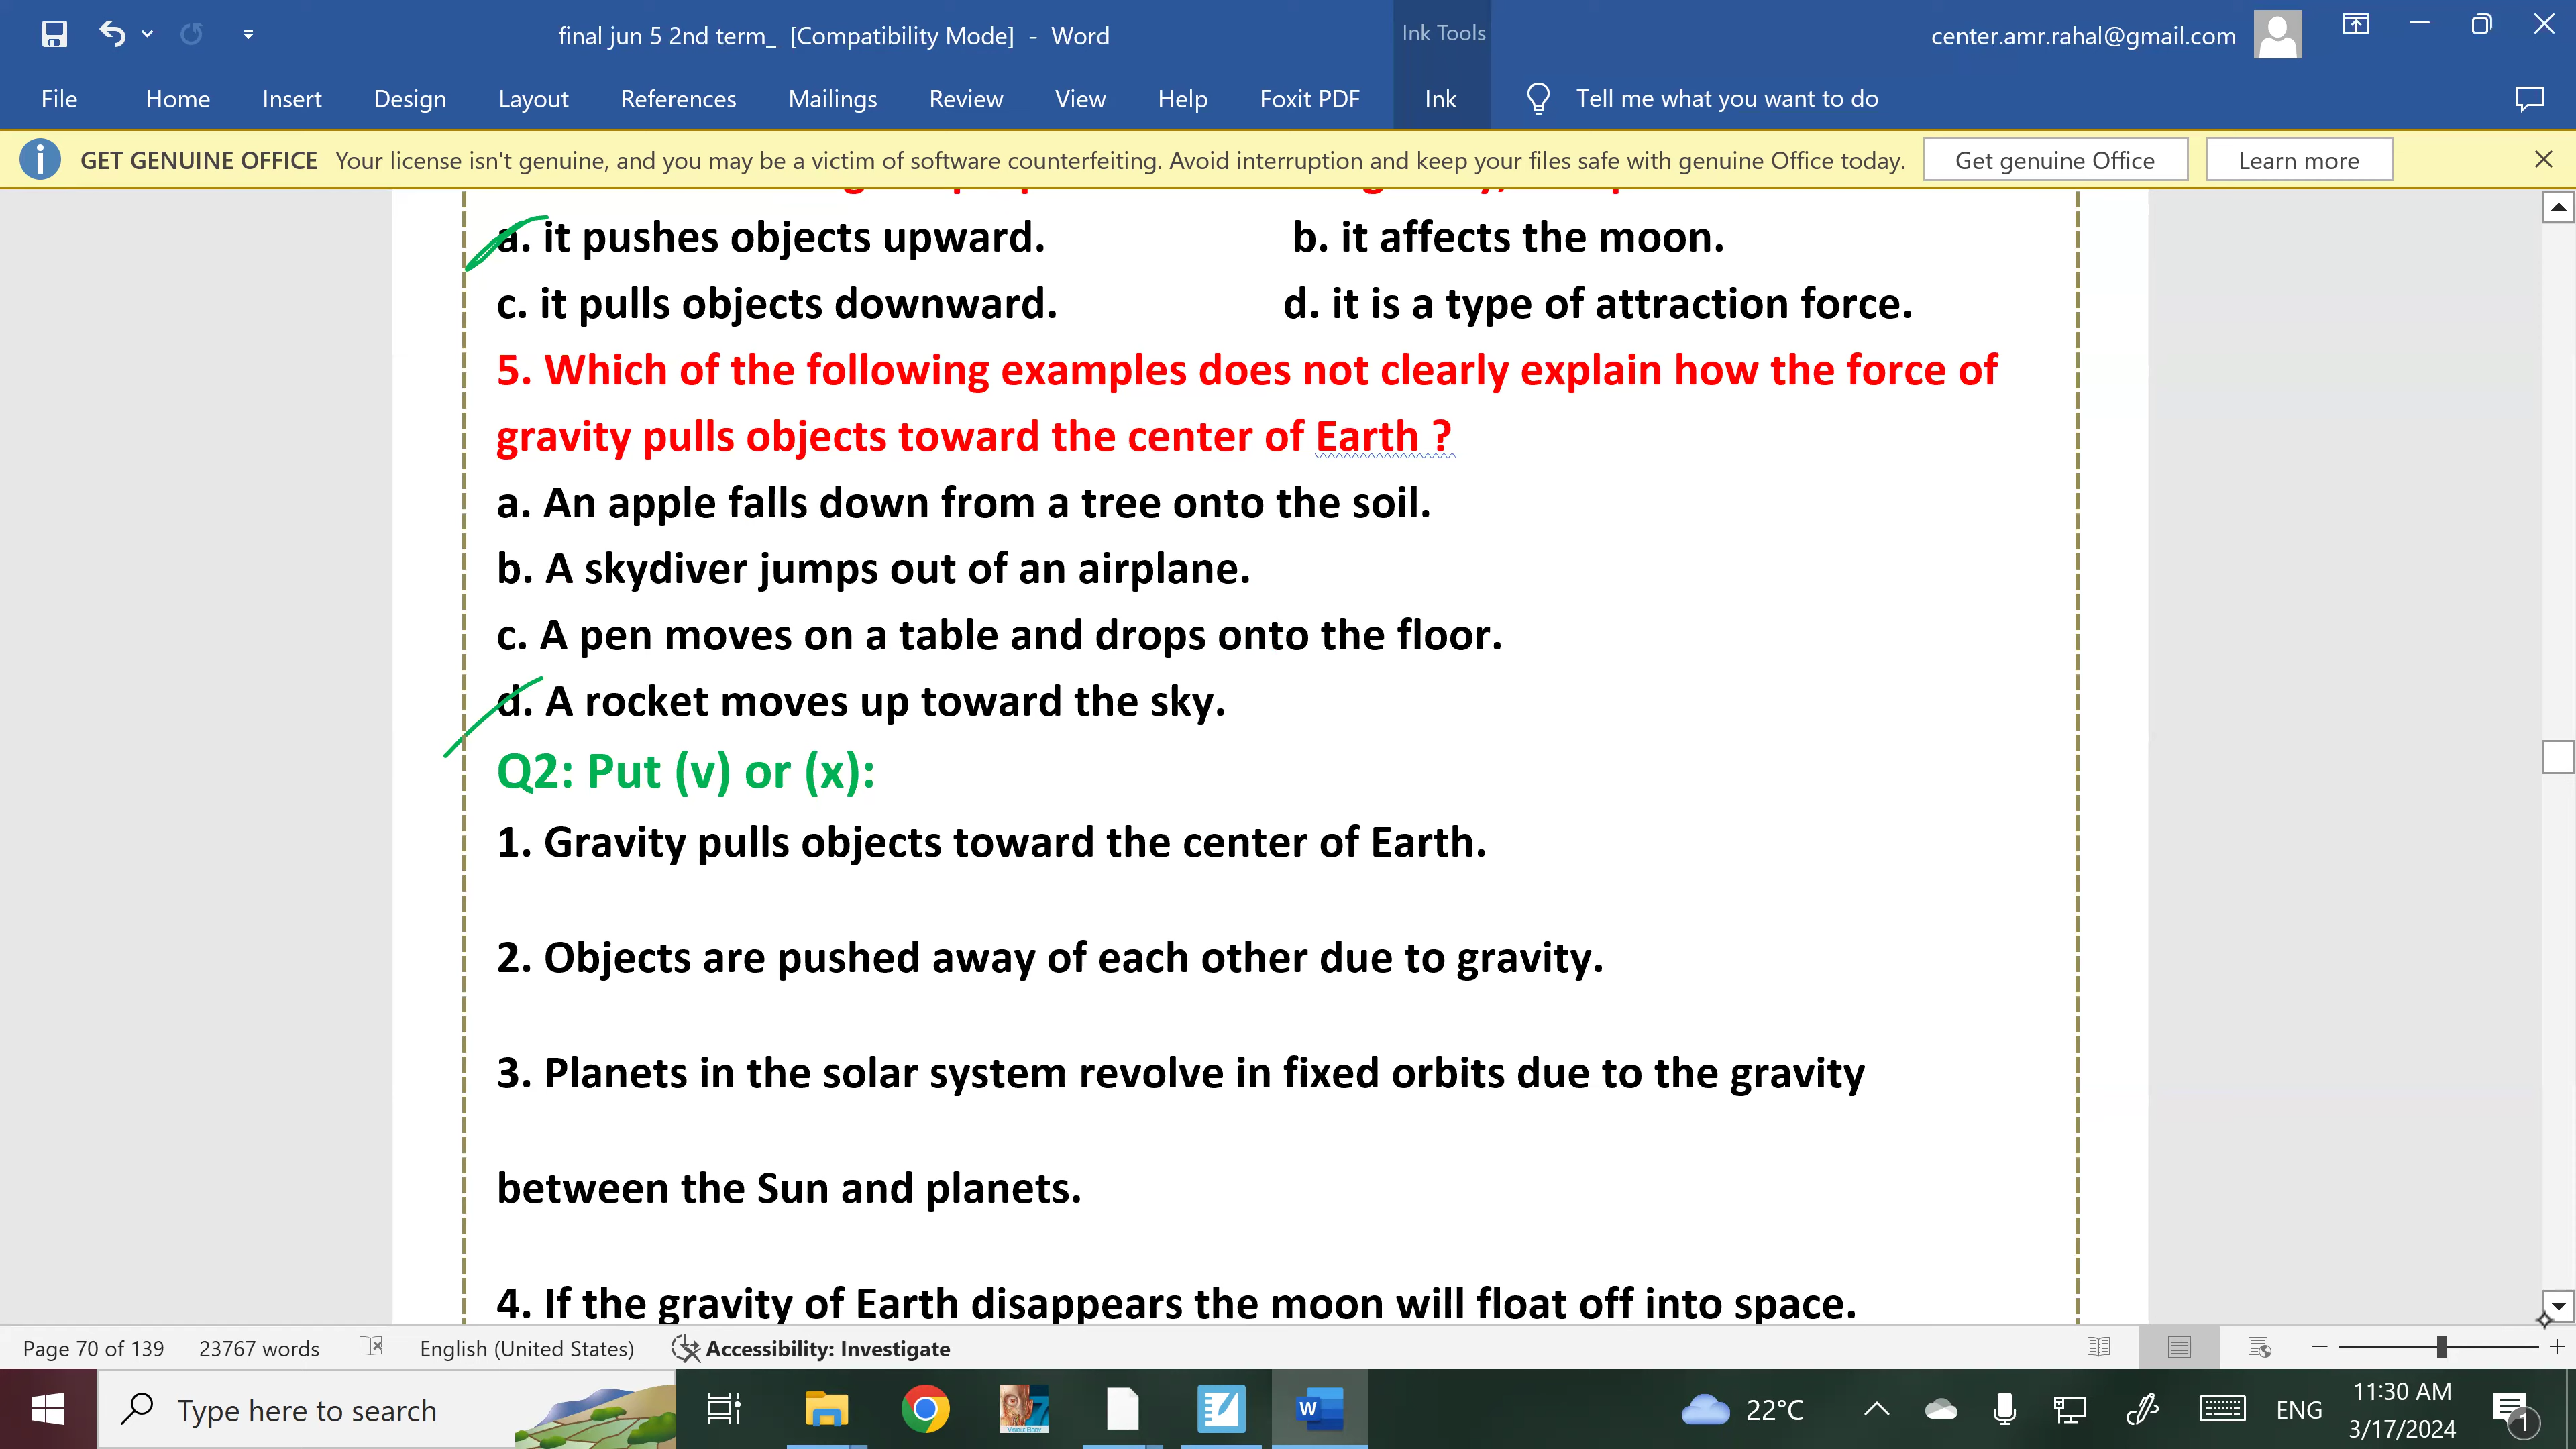 final jun 5 2nd term_ [Compatibility Mode] - Word
Ink Tools
center.amr.rahal@gmail.com
File Home Insert Design Layout References Mailings Review View Help Foxit PDF Ink Tell me what you want to do
GET GENUINE OFFICE Your license isn't genuine, and you may be a victim of software counterfeiting. Avoid interruption and keep your files safe with genuine Office today. Get genuine Office Learn more
a. it pushes objects upward. b. it affects the moon.
c. it pulls objects downward. d. it is a type of attraction force.
5. Which of the following examples does not clearly explain how the force of
gravity pulls objects toward the center of Earth ?
a. An apple falls down from a tree onto the soil.
b. A skydiver jumps out of an airplane.
c. A pen moves on a table and drops onto the floor.
d. A rocket moves up toward the sky.
Q2: Put (v) or (x):
1. Gravity pulls objects toward the center of Earth.
2. Objects are pushed away of each other due to gravity.
3. Planets in the solar system revolve in fixed orbits due to the gravity
between the Sun and planets.
4. If the gravity of Earth disappears the moon will float off into space.
Page 70 of 139 23767 words English (United States) Accessibility: Investigate
Type here to search
W
22°C
ENG
11:30 AM
3/17/2024
1